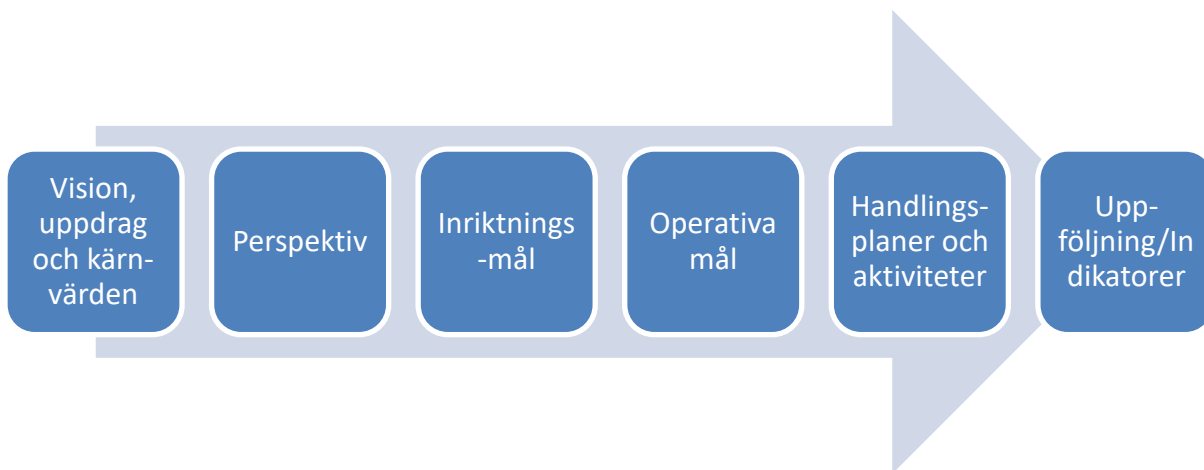 Vision,
uppdrag
och kärn-
värden
Perspektiv
Inriktnings
-mål
Operativa
mål
Handlings-
planer och
aktiviteter
Upp-
följning/In
dikatorer